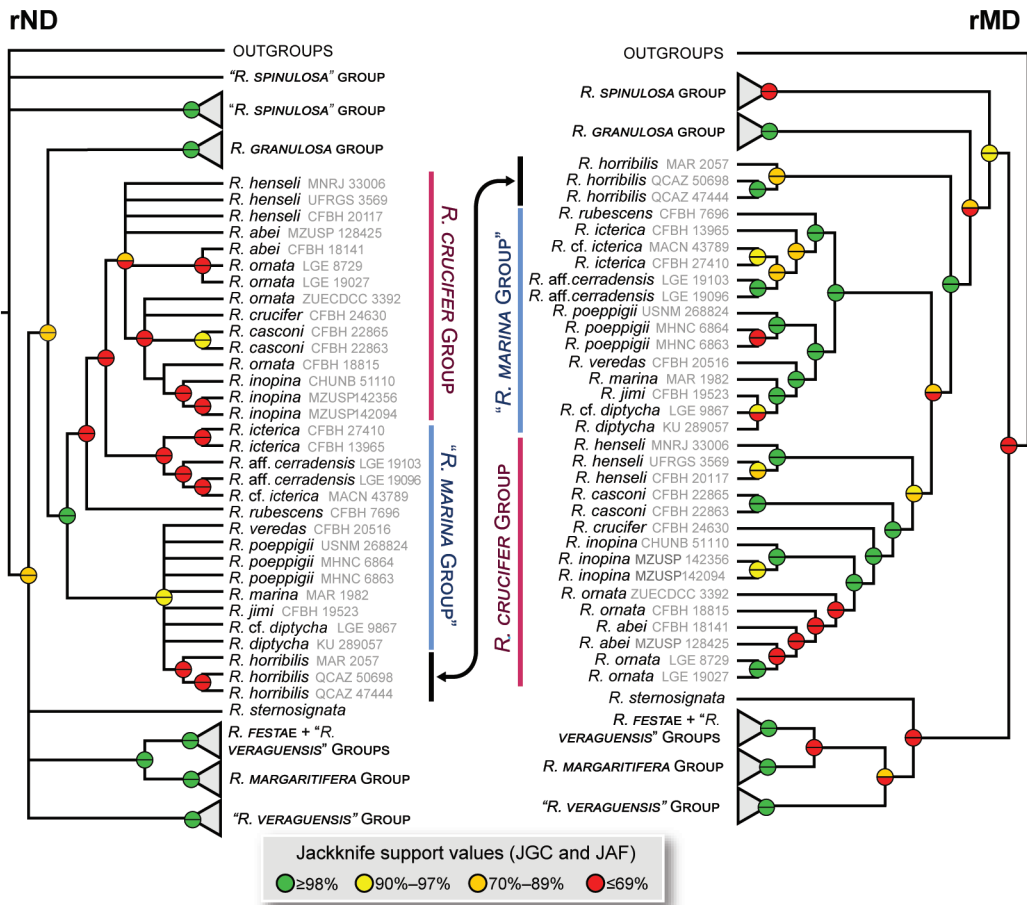 rND
rMD
OUTGROUPS
"R. SPINULOSA" GROUP
"R. SPINULOSA" GROUP
R. GRANULOSA GROUP
R. henseli MNRJ 33006
R. henseli UFRGS 3569
R. henseli CFBH 20117
R. abei MZUSP 128425
R. abei CFBH 18141
R. ornata LGE 8729
R. ornata LGE 19027
R. ornata ZUECDCC 3392
R. crucifer CFBH 24630
R. casconi CFBH 22865
R. casconi CFBH 22863
R. ornata CFBH 18815
R. inopina CHUNB 51110
R. inopina MZUSP142356
R. inopina MZUSP142094
R. icterica CFBH 27410
R. icterica CFBH 13965
R. aff. cerradensis LGE 19103
R. aff. cerradensis LGE 19096
R. cf. icterica MACN 43789
R. rubescens CFBH 7696
R. veredas CFBH 20516
R. poeppigii USNM 268824
R. poeppigii MHNC 6864
R. poeppigii MHNC 6863
R. marina MAR 1982
R. jimi CFBH 19523
R. cf. diptycha LGE 9867
R. diptycha KU 289057
R. horribilis MAR 2057
R. horribilis QCAZ 50698
R. horribilis QCAZ 47444
R. sternosignata
R. FESTAE + "R.
VERAGUENSIS" GROUPS
R. MARGARITIFERA GROUP
"R. VERAGUENSIS" GROUP
R. CRUCIFER GROUP
"R. MARINA GROUP"
"R. MARINA GROUP"
R. CRUCIFER GROUP
OUTGROUPS
R. SPINULOSA GROUP
R. GRANULOSA GROUP
R. horribilis MAR 2057
R. horribilis QCAZ 50698
R. horribilis QCAZ 47444
R. rubescens CFBH 7696
R. icterica CFBH 13965
R. cf. icterica MACN 43789
R. icterica CFBH 27410
R. aff.cerradensis LGE 19103
R. aff.cerradensis LGE 19096
R. poeppigii USNM 268824
R. poeppigii MHNC 6864
R. poeppigii MHNC 6863
R. veredas CFBH 20516
R. marina MAR 1982
R. jimi CFBH 19523
R. cf. diptycha LGE 9867
R. diptycha KU 289057
R. henseli MNRJ 33006
R. henseli UFRGS 3569
R. henseli CFBH 20117
R. casconi CFBH 22865
R. casconi CFBH 22863
R. crucifer CFBH 24630
R. inopina CHUNB 51110
R. inopina MZUSP 142356
R. inopina MZUSP142094
R. ornata ZUECDCC 3392
R. ornata CFBH 18815
R. abei CFBH 18141
R. abei MZUSP 128425
R. ornata LGE 8729
R. ornata LGE 19027
R. sternosignata
R. FESTAE + "R.
VERAGUENSIS" GROUPS
R. MARGARITIFERA GROUP
"R. VERAGUENSIS" GROUP
Jackknife support values (JGC and JAF)
≥98% 90%–97% 70%–89% ≤69%